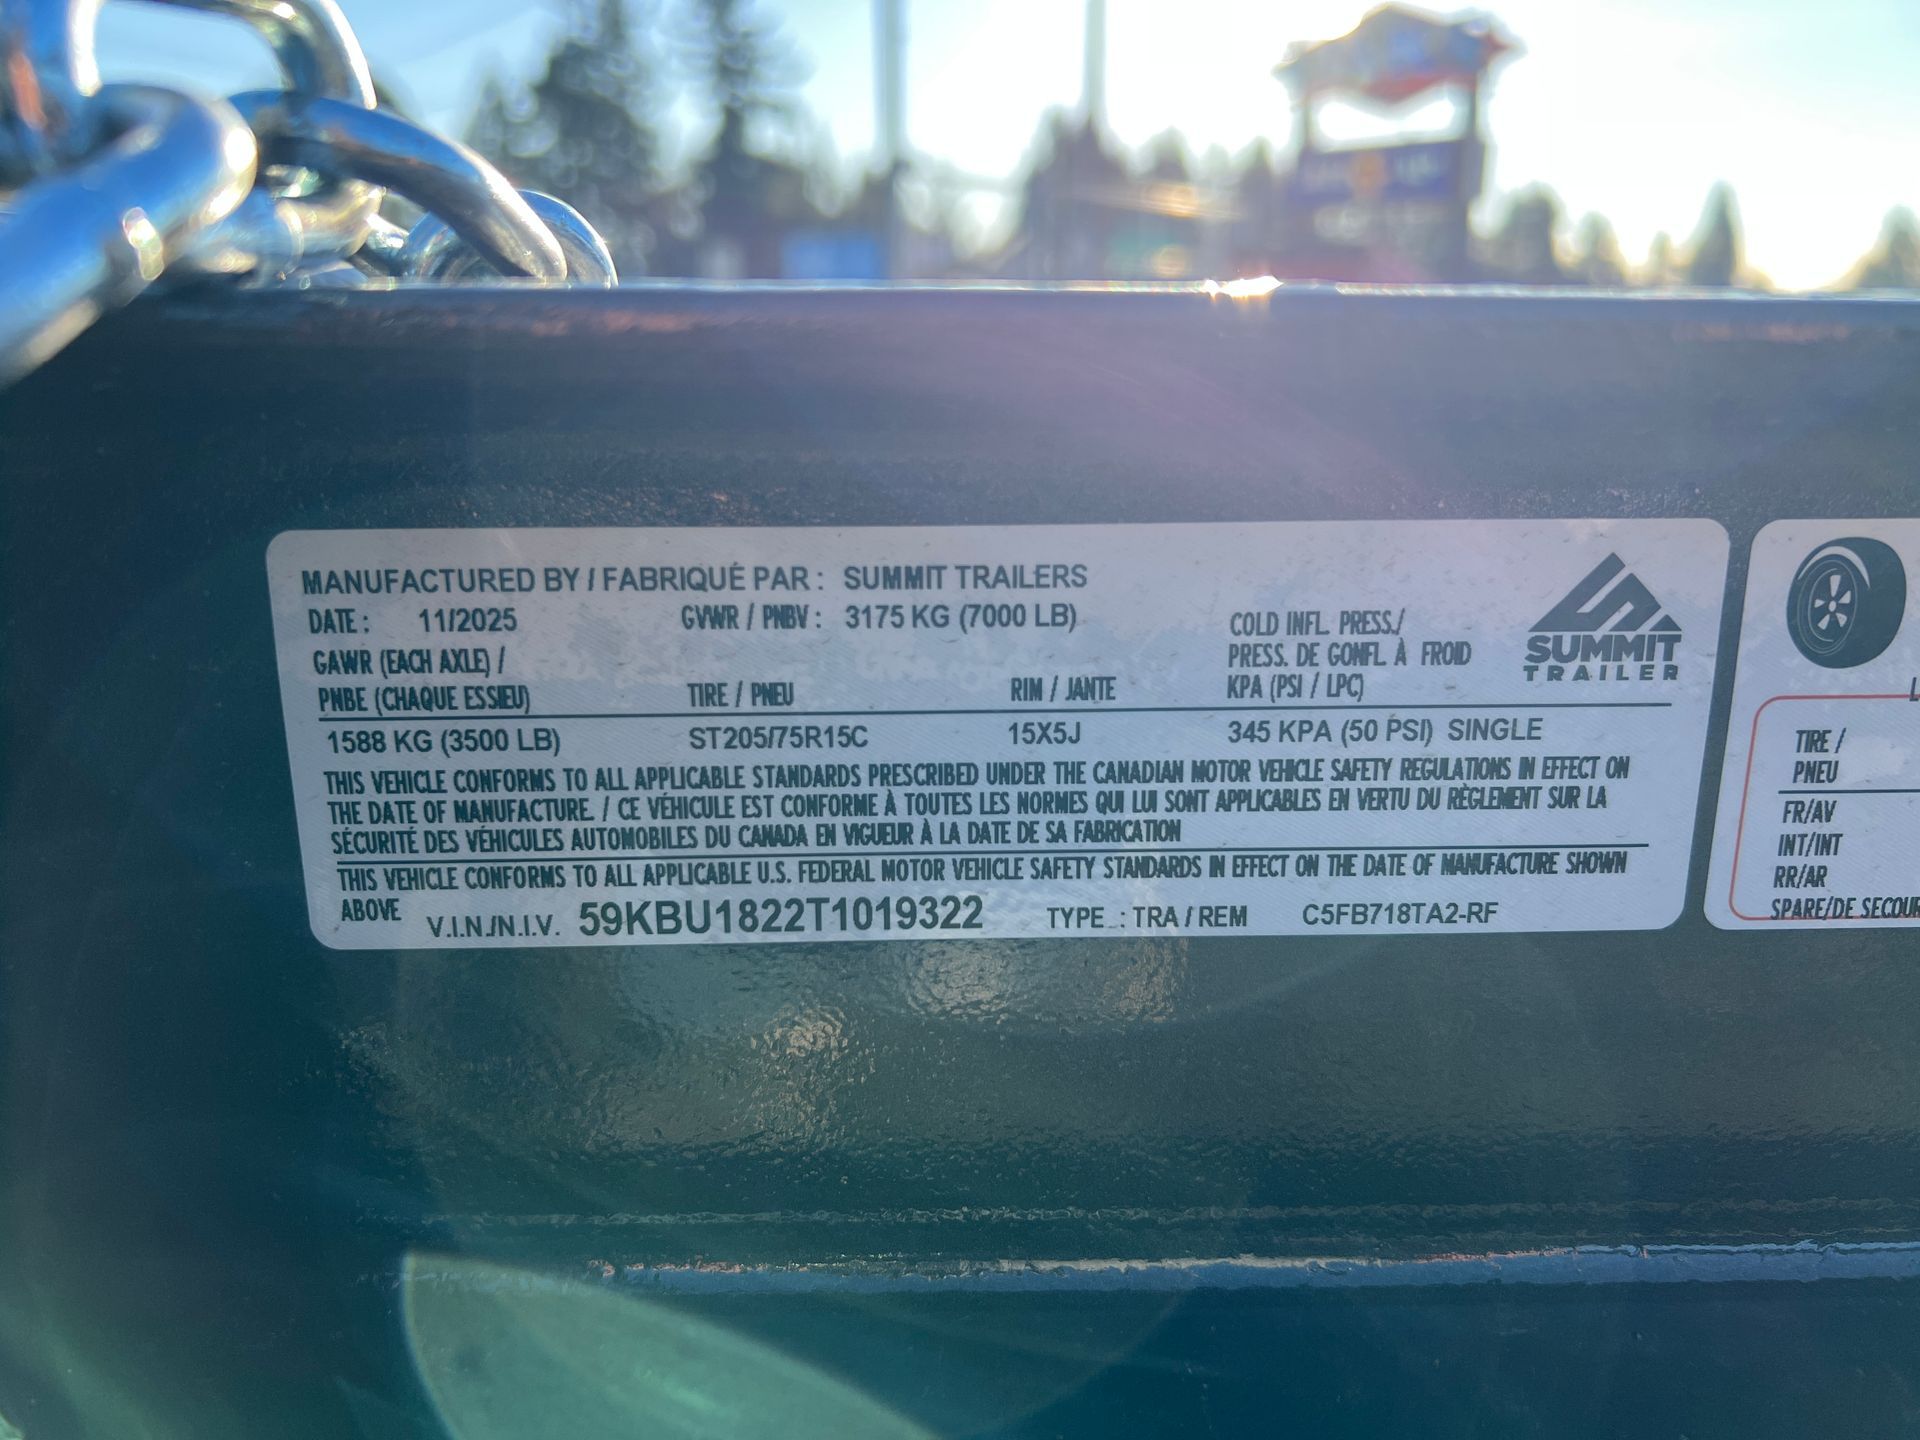 MANUFACTURED BY / FABRIQUÉ PAR : SUMMIT TRAILERS
DATE : 11/2025 GVWR / PNBV : 3175 KG (7000 LB)
GAWR (EACH AXLE) /
PNBE (CHAQUE ESSIEU) TIRE / PNEU RIM / JANTE
COLD INFL. PRESS./
PRESS. DE GONFL À FROID
KPA (PSI / LPC)
SUMMIT
TRAILER
1588 KG (3500 LB) ST205/75R15C 15X5J 345 KPA (50 PSI) SINGLE
THIS VEHICLE CONFORMS TO ALL APPLICABLE STANDARDS PRESCRIBED UNDER THE CANADIAN MOTOR VEHICLE SAFETY REGULATIONS IN EFFECT ON
THE DATE OF MANUFACTURE. / CE VÉHICULE EST CONFORME À TOUTES LES NORMES QUI LUI SONT APPLICABLES EN VERTU DU RÈGLEMENT SUR LA
SÉCURITÉ DES VÉHICULES AUTOMOBILES DU CANADA EN VIGUEUR À LA DATE DE SA FABRICATION
THIS VEHICLE CONFORMS TO ALL APPLICABLE U.S. FEDERAL MOTOR VEHICLE SAFETY STANDARDS IN EFFECT ON THE DATE OF MANUFACTURE SHOWN
ABOVE V.I.N./N.I.V. 59KBU1822T1019322 TYPE : TRA / REM C5FB718TA2-RF
TIRE /
PNEU
FR/AV
INT/INT
RR/AR
SPARE/DE SECOUR